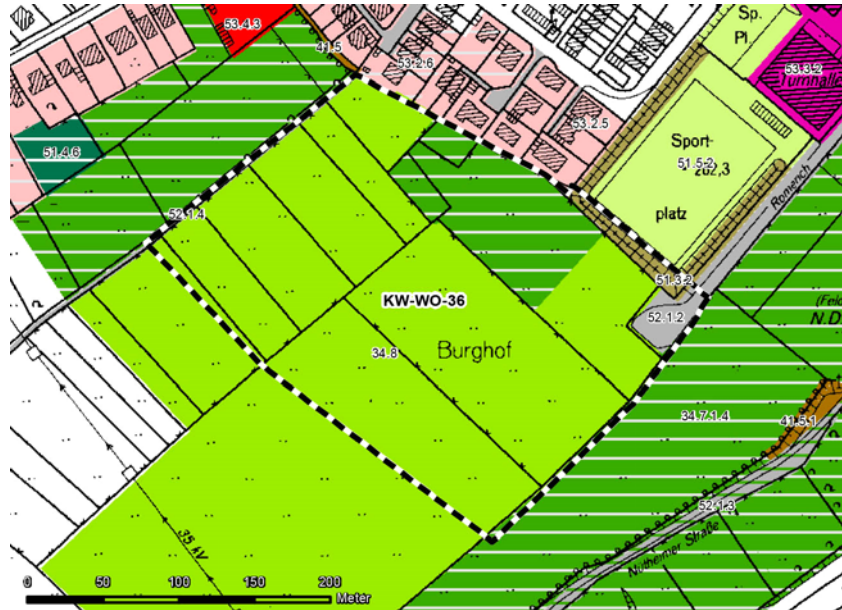 53.4.3
Sp.
Pl.
41.5
53.2.6
53.3.2
Turnhalle
53.2.5
Sport-
51.5.2
202,3
platz
51.4.6
Romerich
52.1.4
51.3.2
KW-WO-36
(Feld
N.D.
52.1.2
34.8
Burghof
34.7.1.4
41.5.1
52.1.3
Nütheimer Straße
35 kV
0 50 100 150 200
Meter